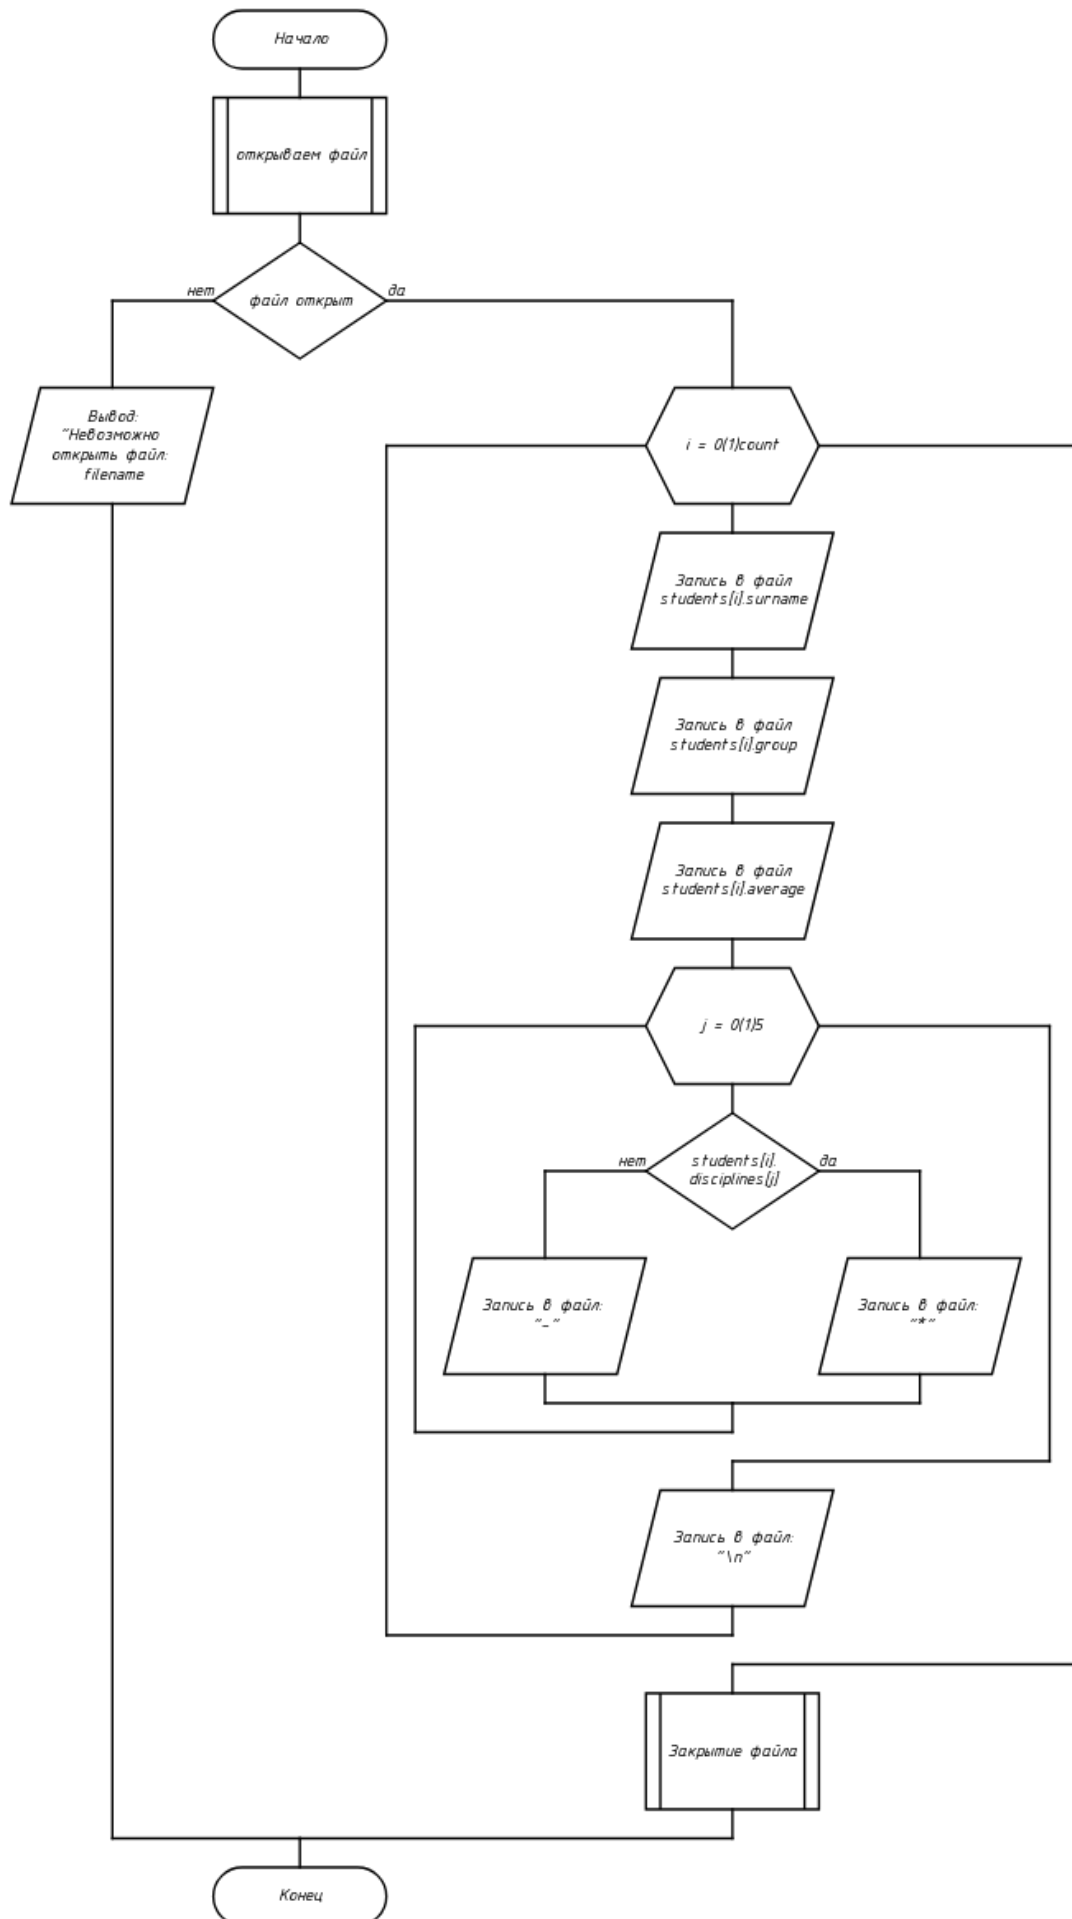 Начало
открываем файл
нет
файл открыт
да
Вывод:
"Невозможно
открыть файл:
filename
i = 0(1)count
Запись в файл
students[i].surname
Запись в файл
students[i].group
Запись в файл
students[i].average
j = 0(1)5
нет
students[i].
disciplines[j]
да
Запись в файл:
"-"
Запись в файл:
"*"
Запись в файл:
"\n"
Закрытие файла
Конец